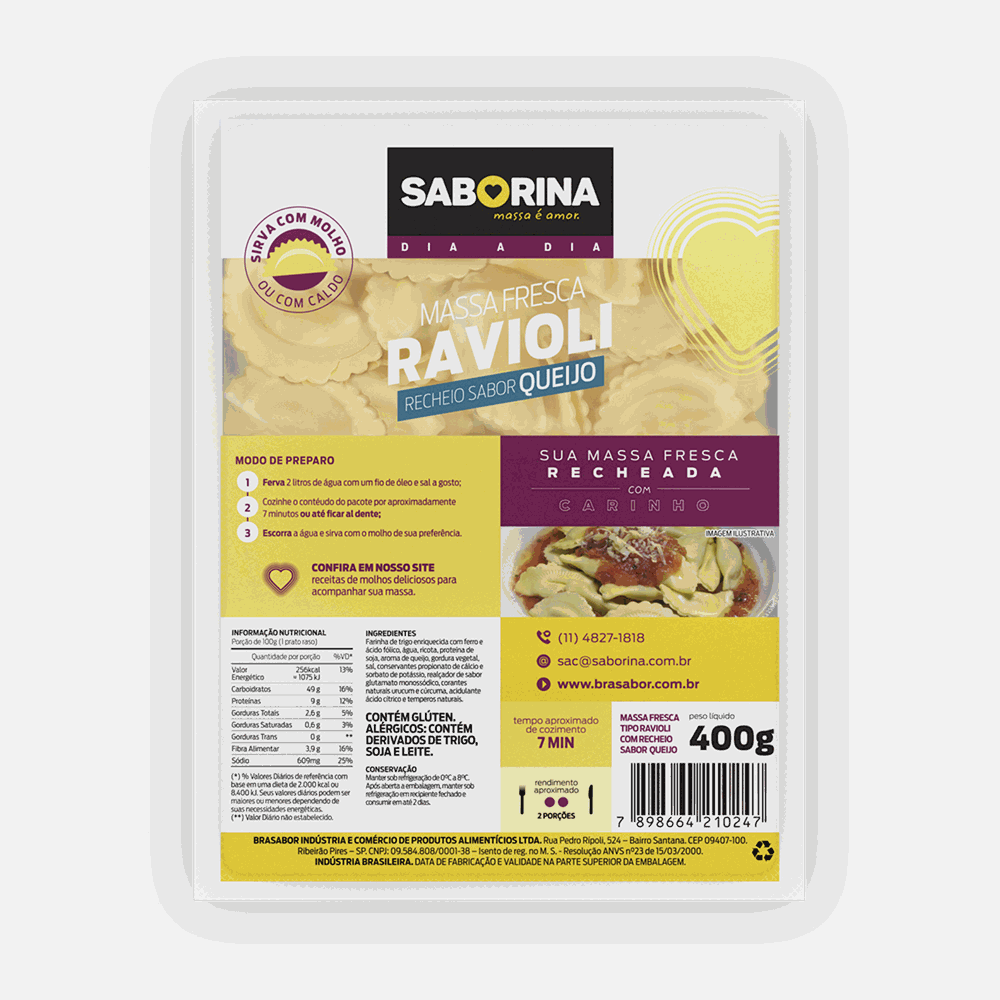 SABORINA
massa é amor.
DIA A DIA
SIRVA COM MOLHO
OU COM CALDO
MASSA FRESCA
RAVIOLI
RECHEIO SABOR QUEIJO
MODO DE PREPARO
1 Ferva 2 litros de água com um fio de óleo e sal a gosto;
2 Cozinhe o contéudo do pacote por aproximadamente
7 minutos ou até ficar al dente;
3 Escorra a água e sirva com o molho de sua preferência.
CONFIRA EM NOSSO SITE
receitas de molhos deliciosos para
acompanhar sua massa.
SUA MASSA FRESCA
RECHEADA
COM
CARINHO
IMAGEM ILUSTRATIVA
INFORMAÇÃO NUTRICIONAL
Porção de 100g (1 prato raso)
Quantidade por porção %VD*
Valor 256kcal 13%
Energético = 1075 kJ
Carboidratos 49 g 16%
Proteínas 9 g 12%
Gorduras Totais 2,6 g 5%
Gorduras Saturadas 0,6 g 3%
Gorduras Trans 0 g **
Fibra Alimentar 3,9 g 16%
Sódio 609mg 25%
(*) % Valores Diários de referência com
base em uma dieta de 2.000 kcal ou
8.400 kJ. Seus valores diários podem ser
maiores ou menores dependendo de
suas necessidades energéticas.
(**) Valor Diário não estabelecido.
INGREDIENTES
Farinha de trigo enriquecida com ferro e
ácido fólico, água, ricota, proteína de
soja, aroma de queijo, gordura vegetal,
sal, conservantes propionato de cálcio e
sorbato de potássio, realçador de sabor
glutamato monossódico, corantes
naturais urucum e cúrcuma, acidulante
ácido cítrico e temperos naturais.
CONTÉM GLÚTEN.
ALÉRGICOS: CONTÉM
DERIVADOS DE TRIGO,
SOJA E LEITE.
CONSERVAÇÃO
Manter sob refrigeração de 0ºC a 8ºC.
Após aberta a embalagem, manter sob
refrigeração em recipiente fechado e
consumir em até 2 dias.
(11) 4827-1818
sac@saborina.com.br
www.brasabor.com.br
tempo aproximado
de cozimento
7 MIN
rendimento
aproximado
2 PORÇÕES
MASSA FRESCA
TIPO RAVIOLI
COM RECHEIO
SABOR QUEIJO
peso líquido
400g
7 898664 210247
BRASABOR INDÚSTRIA E COMÉRCIO DE PRODUTOS ALIMENTÍCIOS LTDA. Rua Pedro Rípoli, 524 – Bairro Santana. CEP 09407-100.
Ribeirão Pires – SP. CNPJ: 09.584.808/0001-38 – Isento de reg. no M. S. - Resolução ANVS nº23 de 15/03/2000.
INDÚSTRIA BRASILEIRA. DATA DE FABRICAÇÃO E VALIDADE NA PARTE SUPERIOR DA EMBALAGEM.